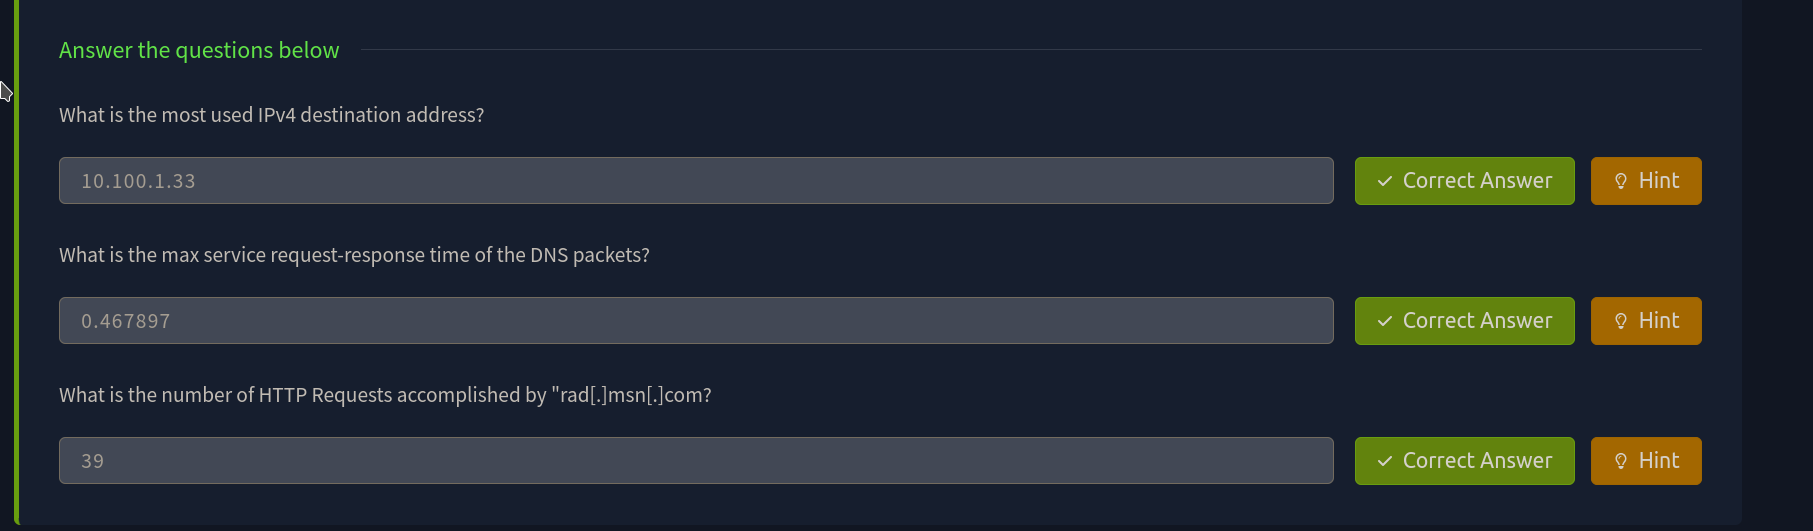 Answer the questions below
What is the most used IPv4 destination address?
10.100.1.33 Correct Answer Hint
What is the max service request-response time of the DNS packets?
0.467897 Correct Answer Hint
What is the number of HTTP Requests accomplished by "rad[.]msn[.]com?
39 Correct Answer Hint